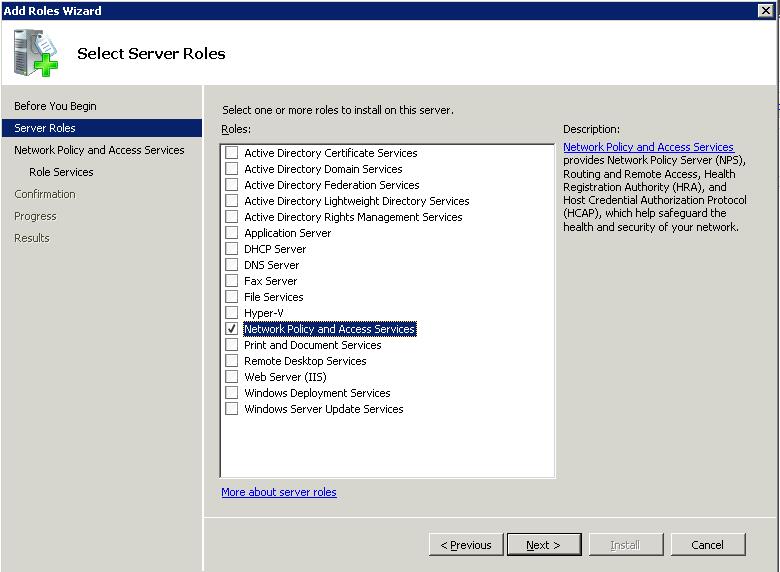 Add Roles Wizard
Select Server Roles
Before You Begin
Server Roles
Network Policy and Access Services
Role Services
Confirmation
Progress
Results
Select one or more roles to install on this server.
Roles:
Active Directory Certificate Services
Active Directory Domain Services
Active Directory Federation Services
Active Directory Lightweight Directory Services
Active Directory Rights Management Services
Application Server
DHCP Server
DNS Server
Fax Server
File Services
Hyper-V
Network Policy and Access Services
Print and Document Services
Remote Desktop Services
Web Server (IIS)
Windows Deployment Services
Windows Server Update Services
More about server roles
Description:
Network Policy and Access Services
provides Network Policy Server (NPS),
Routing and Remote Access, Health
Registration Authority (HRA), and
Host Credential Authorization Protocol
(HCAP), which help safeguard the
health and security of your network.
< Previous
Next >
Install
Cancel